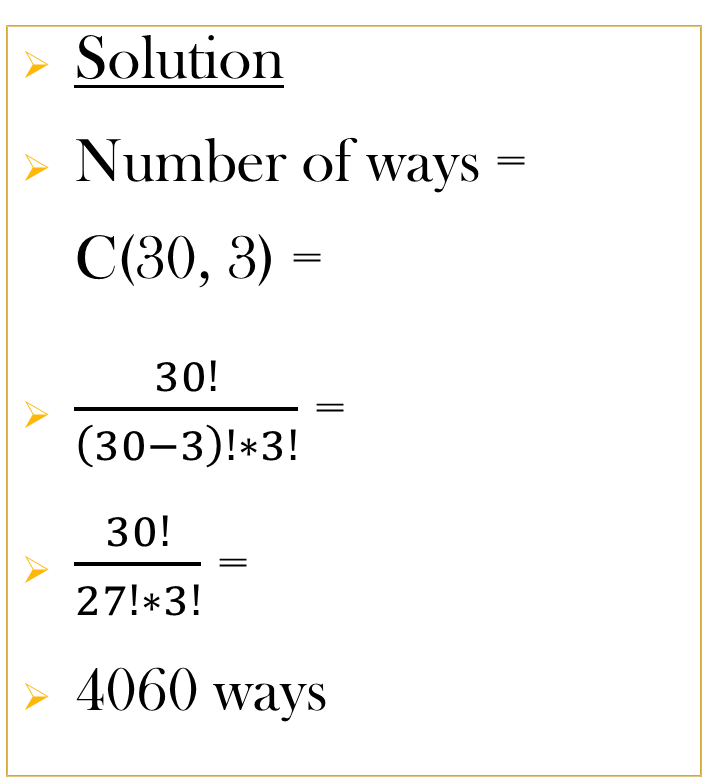 Solution
Number of ways =
C(30, 3) =
30!
(30−3)!∗3! =
30!
27!∗3! =
4060 ways